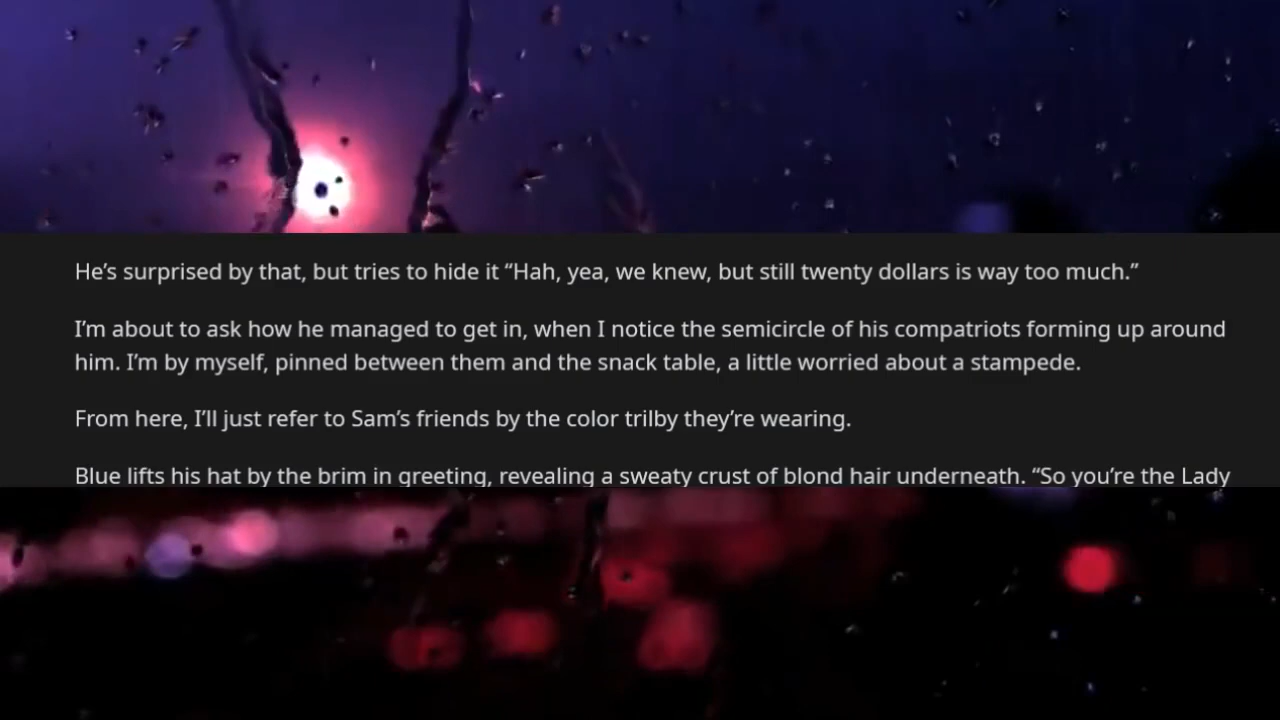 He’s surprised by that, but tries to hide it “Hah, yea, we knew, but still twenty dollars is way too much.”
I’m about to ask how he managed to get in, when I notice the semicircle of his compatriots forming up around
him. I’m by myself, pinned between them and the snack table, a little worried about a stampede.
From here, I’ll just refer to Sam’s friends by the color trilby they’re wearing.
Blue lifts his hat by the brim in greeting, revealing a sweaty crust of blond hair underneath. “So you’re the Lady